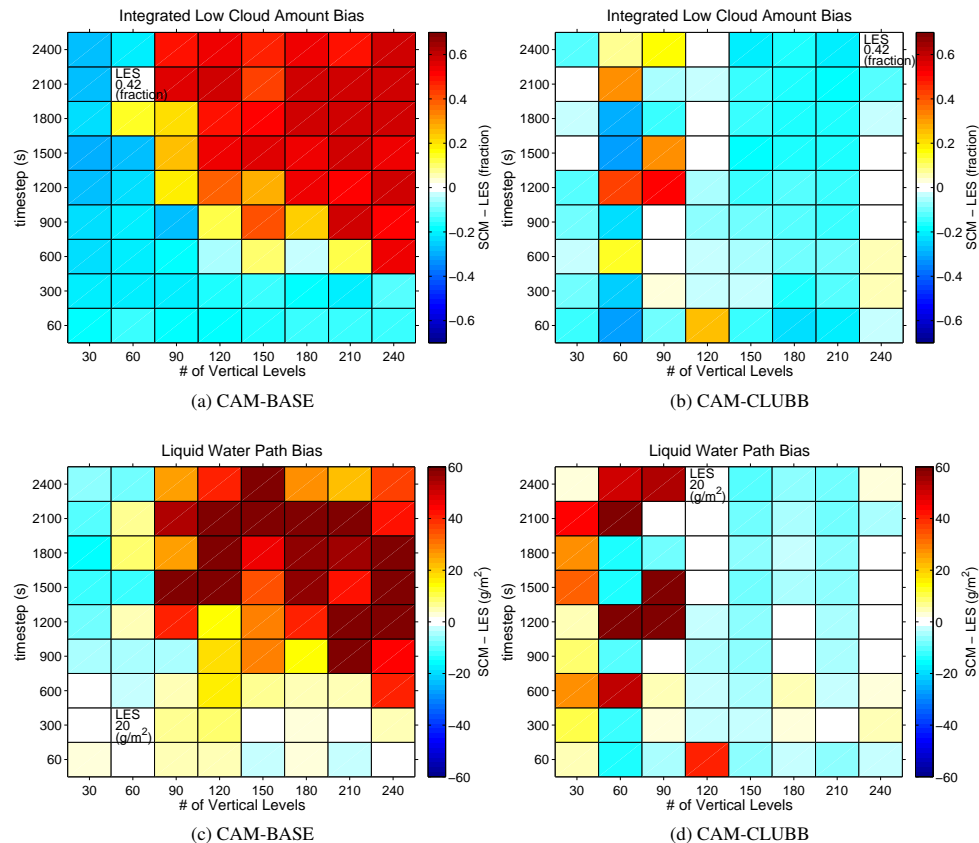 Integrated Low Cloud Amount Bias
2400
2100
1800
1500
1200
900
600
300
60
timestep (s)
LES
0.42
(fraction)
30 60 90 120 150 180 210 240
# of Vertical Levels
0.6
0.4
0.2
0
−0.2
−0.4
−0.6
SCM − LES (fraction)
(a) CAM-BASE
Integrated Low Cloud Amount Bias
2400
2100
1800
1500
1200
900
600
300
60
timestep (s)
LES
0.42
(fraction)
30 60 90 120 150 180 210 240
# of Vertical Levels
0.6
0.4
0.2
0
−0.2
−0.4
−0.6
SCM − LES (fraction)
(b) CAM-CLUBB
Liquid Water Path Bias
2400
2100
1800
1500
1200
900
600
300
60
timestep (s)
LES
20
(g/m²)
30 60 90 120 150 180 210 240
# of Vertical Levels
60
40
20
0
−20
−40
−60
SCM − LES (g/m²)
(c) CAM-BASE
Liquid Water Path Bias
2400
2100
1800
1500
1200
900
600
300
60
timestep (s)
LES
20
(g/m²)
30 60 90 120 150 180 210 240
# of Vertical Levels
60
40
20
0
−20
−40
−60
SCM − LES (g/m²)
(d) CAM-CLUBB